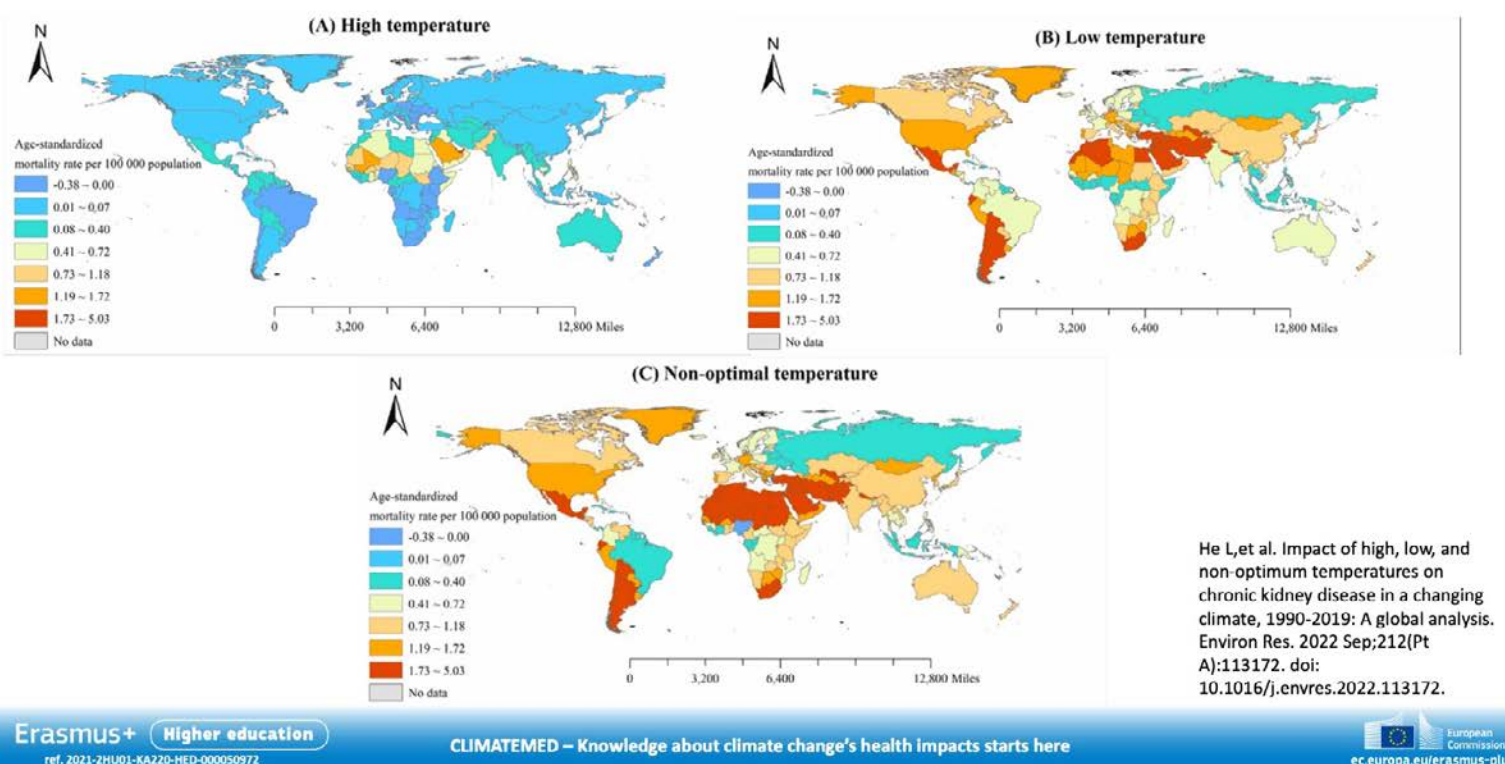 (A) High temperature
N
Age-standardized
mortality rate per 100 000 population
-0.38 ~ 0.00
0.01 ~ 0.07
0.08 ~ 0.40
0.41 ~ 0.72
0.73 ~ 1.18
1.19 ~ 1.72
1.73 ~ 5.03
No data
0 3,200 6,400 12,800 Miles
(B) Low temperature
N
Age-standardized
mortality rate per 100 000 population
-0.38 ~ 0.00
0.01 ~ 0.07
0.08 ~ 0.40
0.41 ~ 0.72
0.73 ~ 1.18
1.19 ~ 1.72
1.73 ~ 5.03
No data
0 3,200 6,400 12,800 Miles
(C) Non-optimal temperature
N
Age-standardized
mortality rate per 100 000 population
-0.38 ~ 0.00
0.01 ~ 0.07
0.08 ~ 0.40
0.41 ~ 0.72
0.73 ~ 1.18
1.19 ~ 1.72
1.73 ~ 5.03
No data
0 3,200 6,400 12,800 Miles
He L,et al. Impact of high, low, and
non-optimum temperatures on
chronic kidney disease in a changing
climate, 1990-2019: A global analysis.
Environ Res. 2022 Sep;212(Pt
A):113172. doi:
10.1016/j.envres.2022.113172.
Erasmus+ Higher education
ref. 2021-2HU01-KA220-HED-000050972
CLIMATEMED – Knowledge about climate change's health impacts starts here
European
Commission
ec.europa.eu/erasmus-plu